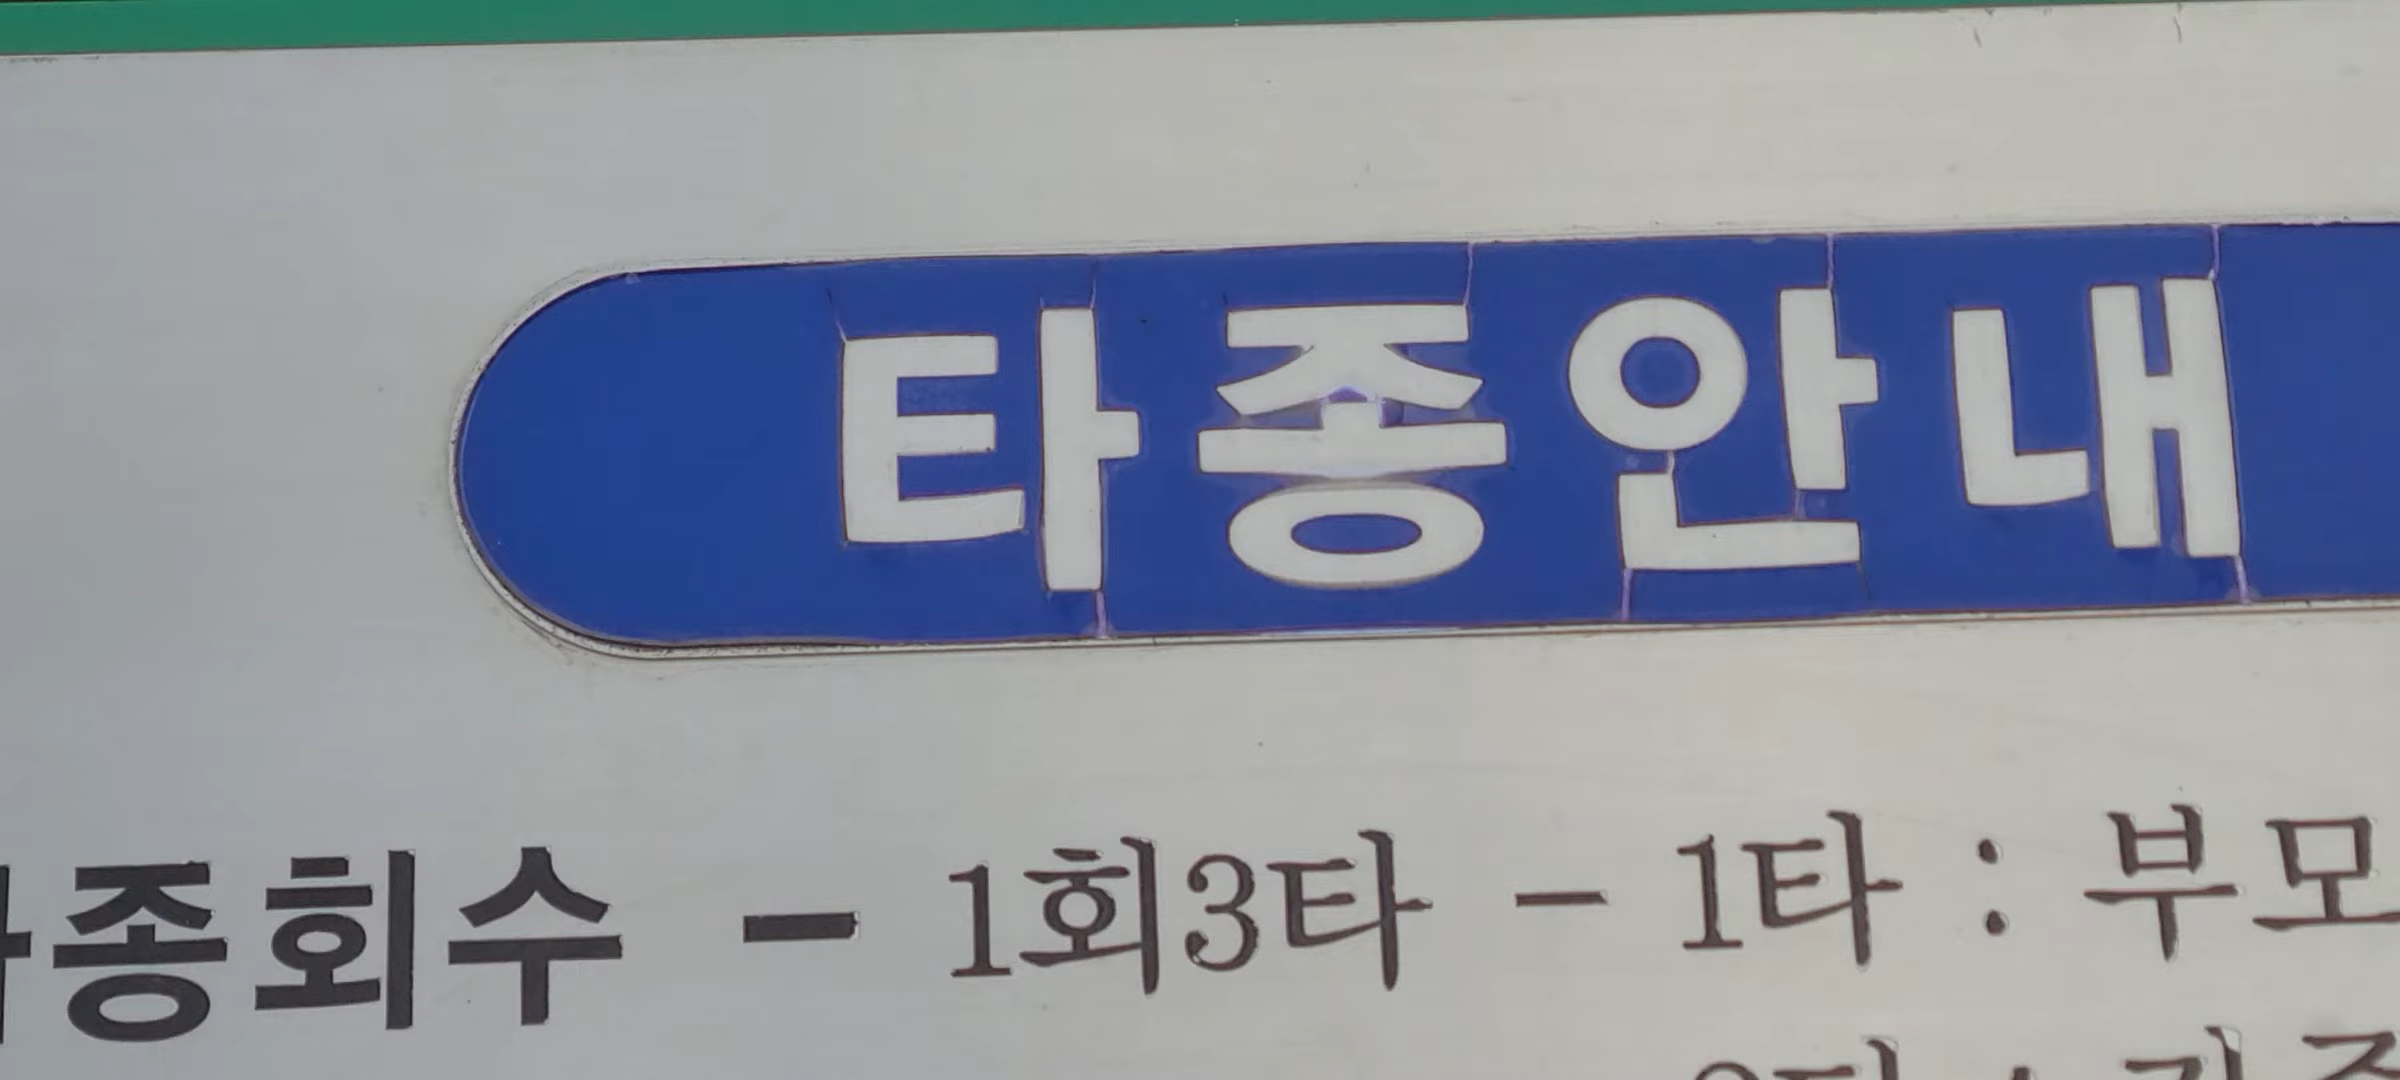 타종안내
타종회수 - 1회3타 - 1타 : 부모